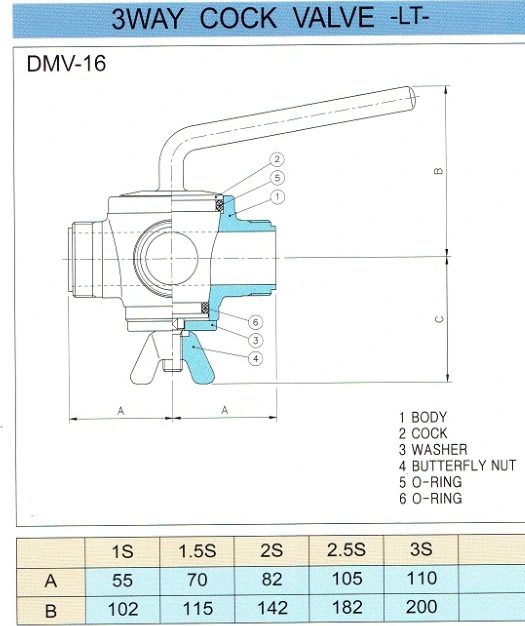 3WAY COCK VALVE -LT-
DMV-16
2
5
1
B
6
3
4
C
A A
1 BODY
2 COCK
3 WASHER
4 BUTTERFLY NUT
5 O-RING
6 O-RING
1S 1.5S 2S 2.5S 3S
A 55 70 82 105 110
B 102 115 142 182 200